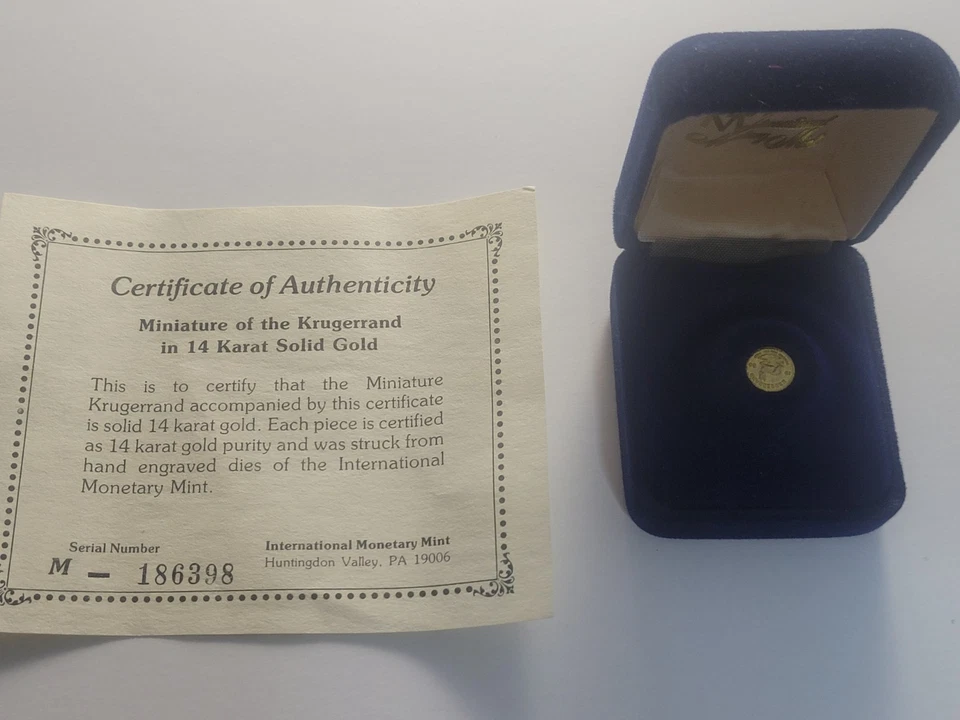 Certificate of Authenticity
Miniature of the Krugerrand
in 14 Karat Solid Gold
This is to certify that the Miniature
Krugerrand accompanied by this certificate
is solid 14 karat gold. Each piece is certified
as 14 karat gold purity and was struck from
hand engraved dies of the International
Monetary Mint.
Serial Number
M – 186398
International Monetary Mint
Huntingdon Valley, PA 19006